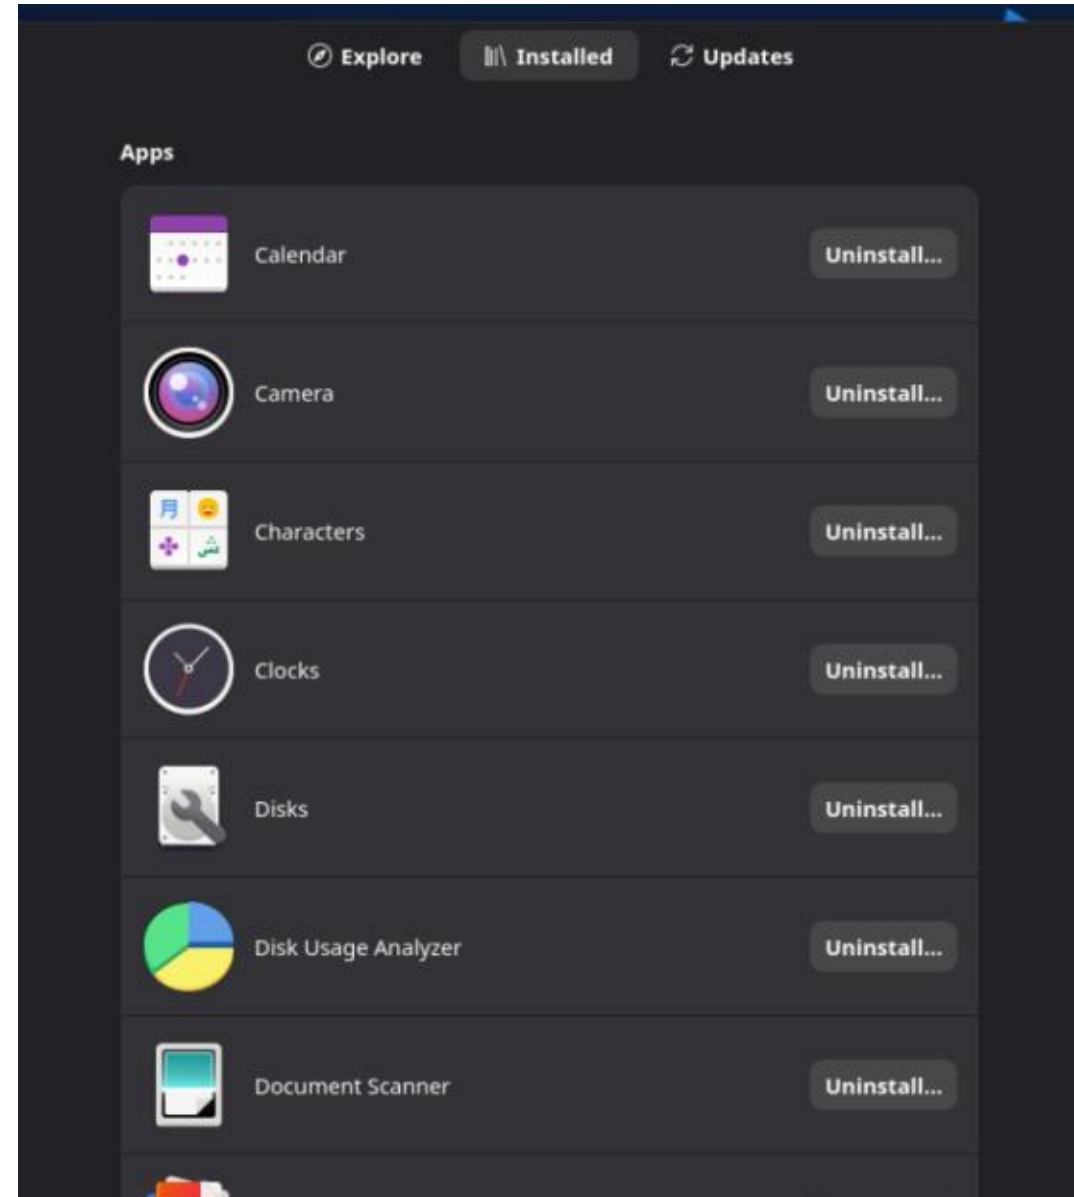 Explore Installed Updates
Apps
Calendar Uninstall...
Camera Uninstall...
月
ش
Characters Uninstall...
Clocks Uninstall...
Disks Uninstall...
Disk Usage Analyzer Uninstall...
Document Scanner Uninstall...